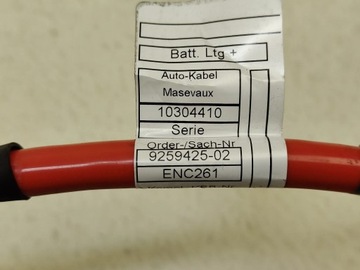 Batt. Ltg +
Auto-Kabel
Masevaux
10304410
Serie
Order-/Sach-Nr
9259425-02
ENC261